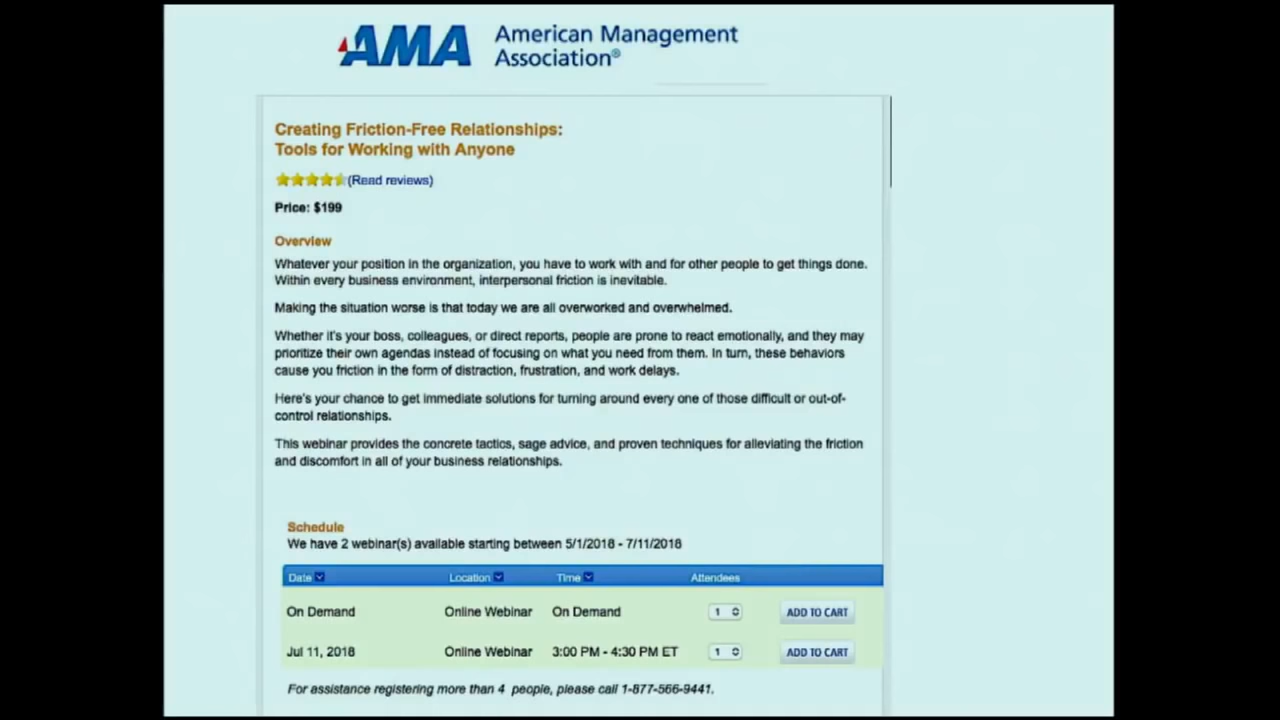 AMA
American Management
Association®
Creating Friction-Free Relationships:
Tools for Working with Anyone
(Read reviews)
Price: $199
Overview
Whatever your position in the organization, you have to work with and for other people to get things done.
Within every business environment, interpersonal friction is inevitable.
Making the situation worse is that today we are all overworked and overwhelmed.
Whether it's your boss, colleagues, or direct reports, people are prone to react emotionally, and they may
prioritize their own agendas instead of focusing on what you need from them. In turn, these behaviors
cause you friction in the form of distraction, frustration, and work delays.
Here's your chance to get immediate solutions for turning around every one of those difficult or out-of-
control relationships.
This webinar provides the concrete tactics, sage advice, and proven techniques for alleviating the friction
and discomfort in all of your business relationships.
Schedule
We have 2 webinar(s) available starting between 5/1/2018 - 7/11/2018
Date Location Time Attendees
On Demand Online Webinar On Demand 1 ADD TO CART
Jul 11, 2018 Online Webinar 3:00 PM - 4:30 PM ET 1 ADD TO CART
For assistance registering more than 4 people, please call 1-877-566-9441.